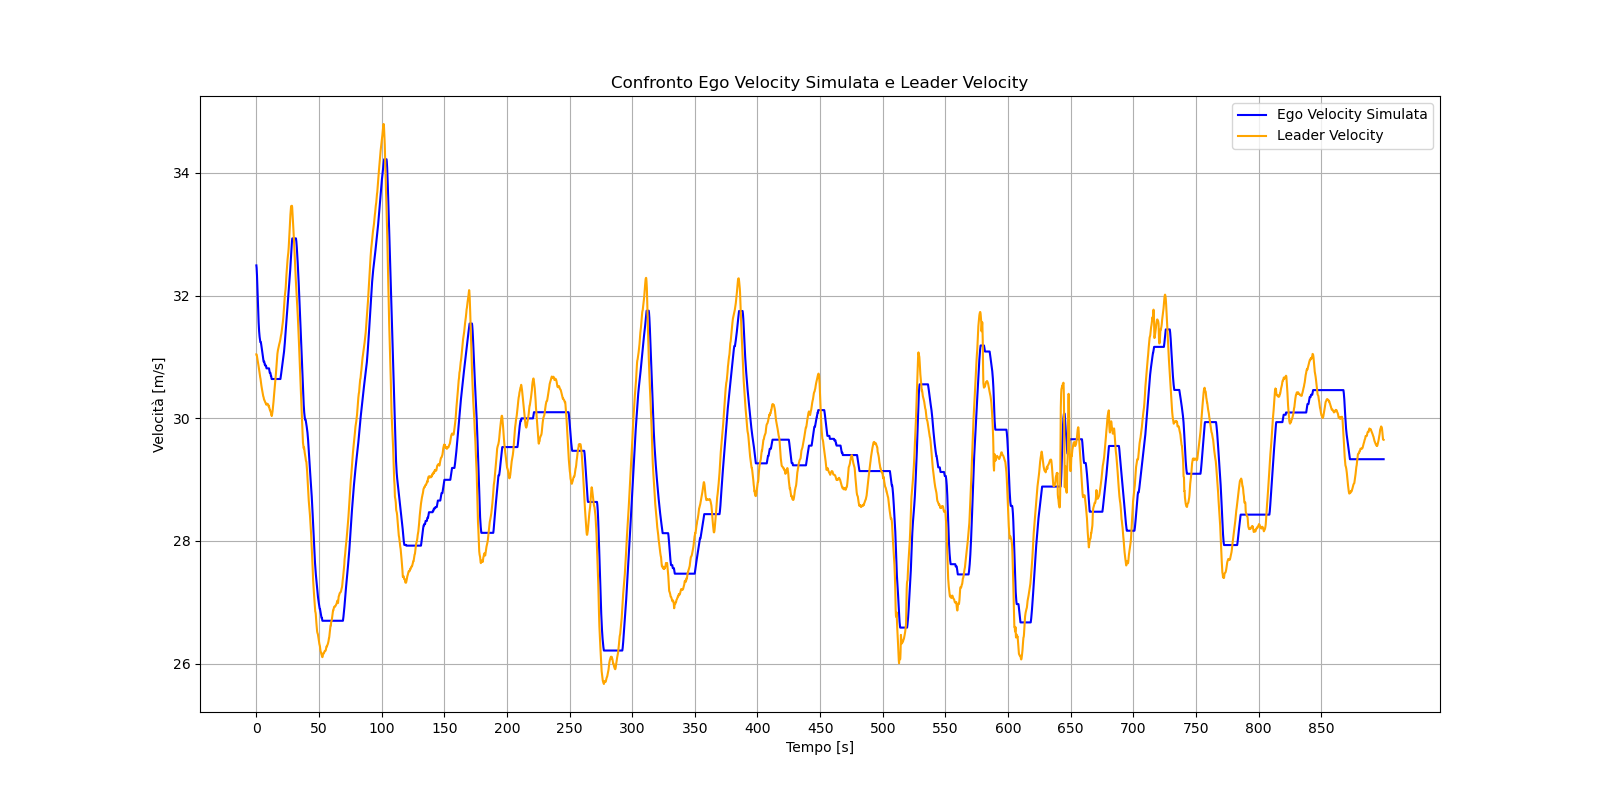 Confronto Ego Velocity Simulata e Leader Velocity
Ego Velocity Simulata
Leader Velocity
Velocità [m/s]
34
32
30
28
26
0 50 100 150 200 250 300 350 400 450 500 550 600 650 700 750 800 850
Tempo [s]